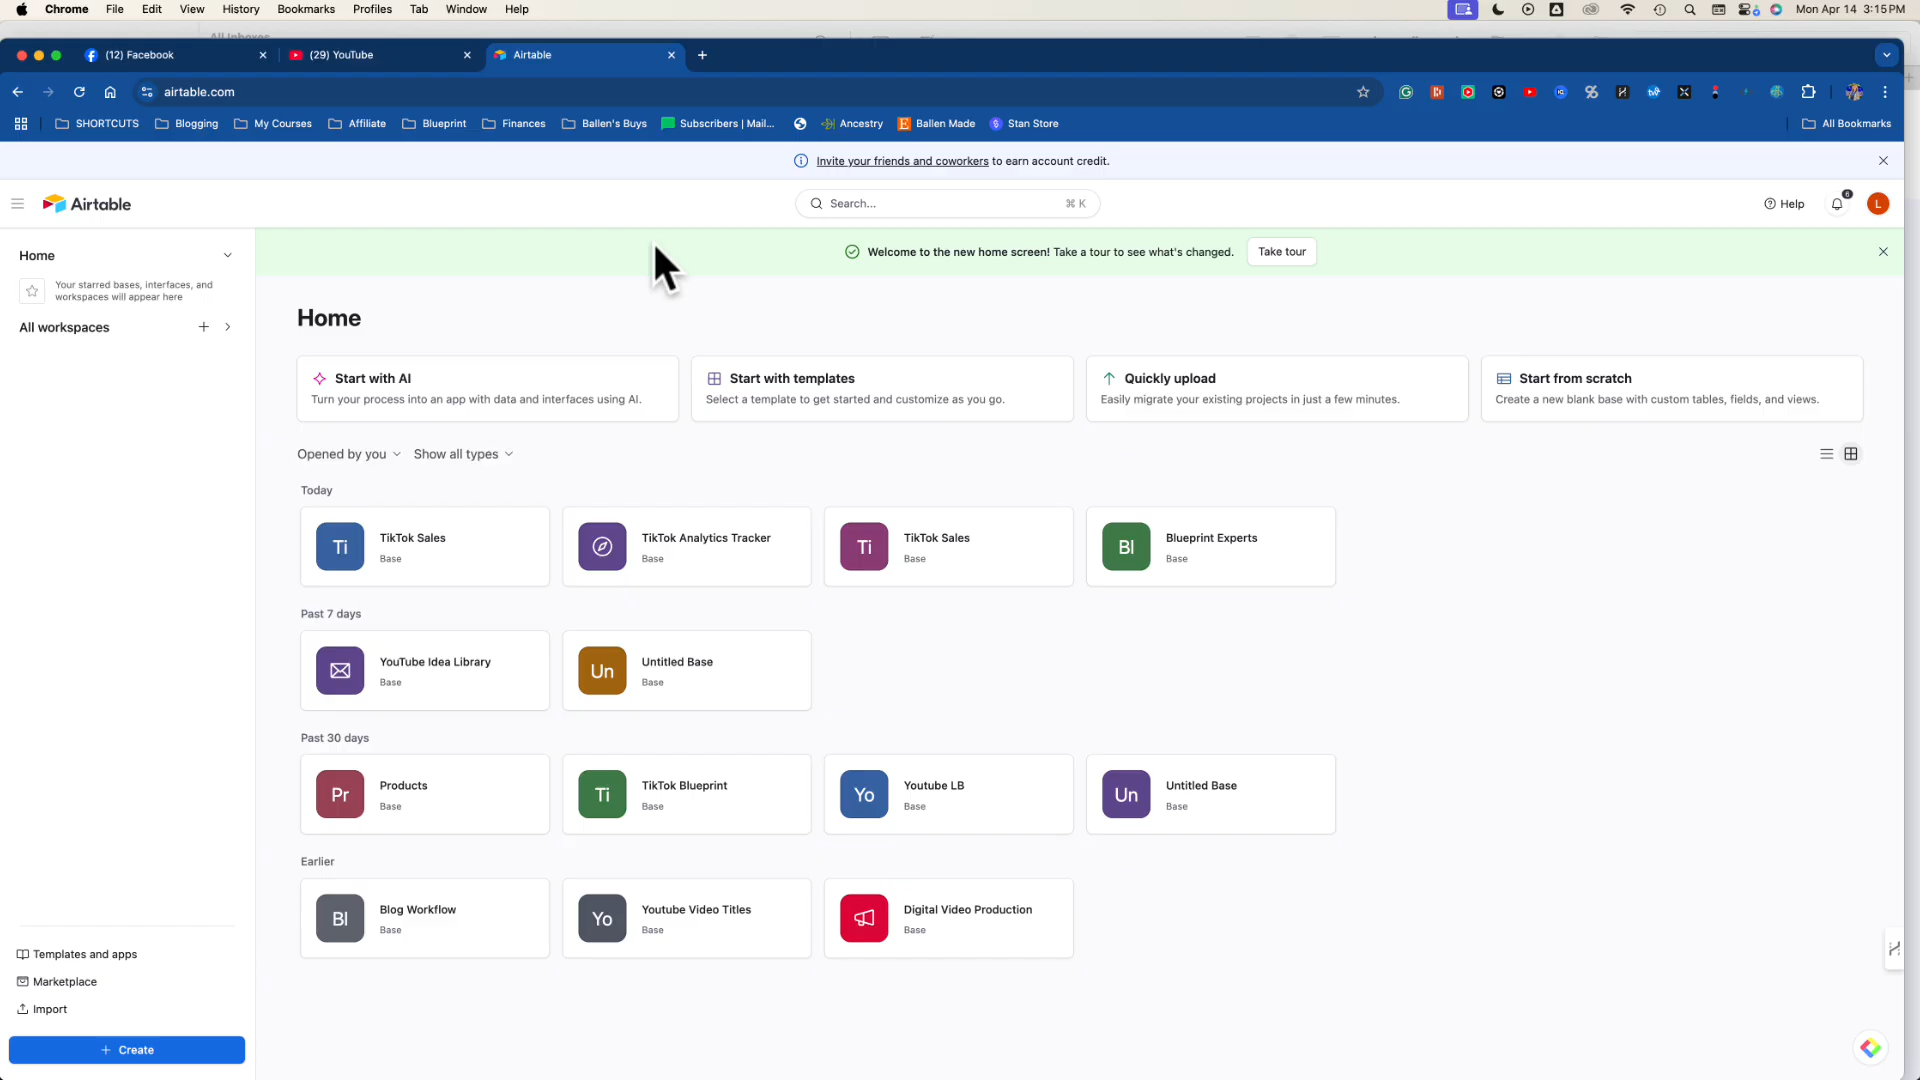 Chrome File Edit View History Bookmarks Profiles Tab Window Help Mon Apr 14 3:15PM
(12) Facebook (29) YouTube Airtable
airtable.com
SHORTCUTS Blogging My Courses Affiliate Blueprint Finances Ballen's Buys Subscribers | Mail... Ancestry Ballen Made Stan Store All Bookmarks
Invite your friends and coworkers to earn account credit.
Airtable Search... ⌘ K Help 6 L
Home
Welcome to the new home screen! Take a tour to see what's changed. Take tour
Your starred bases, interfaces, and
workspaces will appear here
All workspaces
Home
Start with AI
Turn your process into an app with data and interfaces using AI.
Start with templates
Select a template to get started and customize as you go.
Quickly upload
Easily migrate your existing projects in just a few minutes.
Start from scratch
Create a new blank base with custom tables, fields, and views.
Opened by you Show all types
Today
Ti TikTok Sales
Base
TikTok Analytics Tracker
Base
Ti TikTok Sales
Base
Bl Blueprint Experts
Base
Past 7 days
YouTube Idea Library
Base
Un Untitled Base
Base
Past 30 days
Pr Products
Base
Ti TikTok Blueprint
Base
Yo Youtube LB
Base
Un Untitled Base
Base
Earlier
Bl Blog Workflow
Base
Yo Youtube Video Titles
Base
Digital Video Production
Base
Templates and apps
Marketplace
Import
+ Create